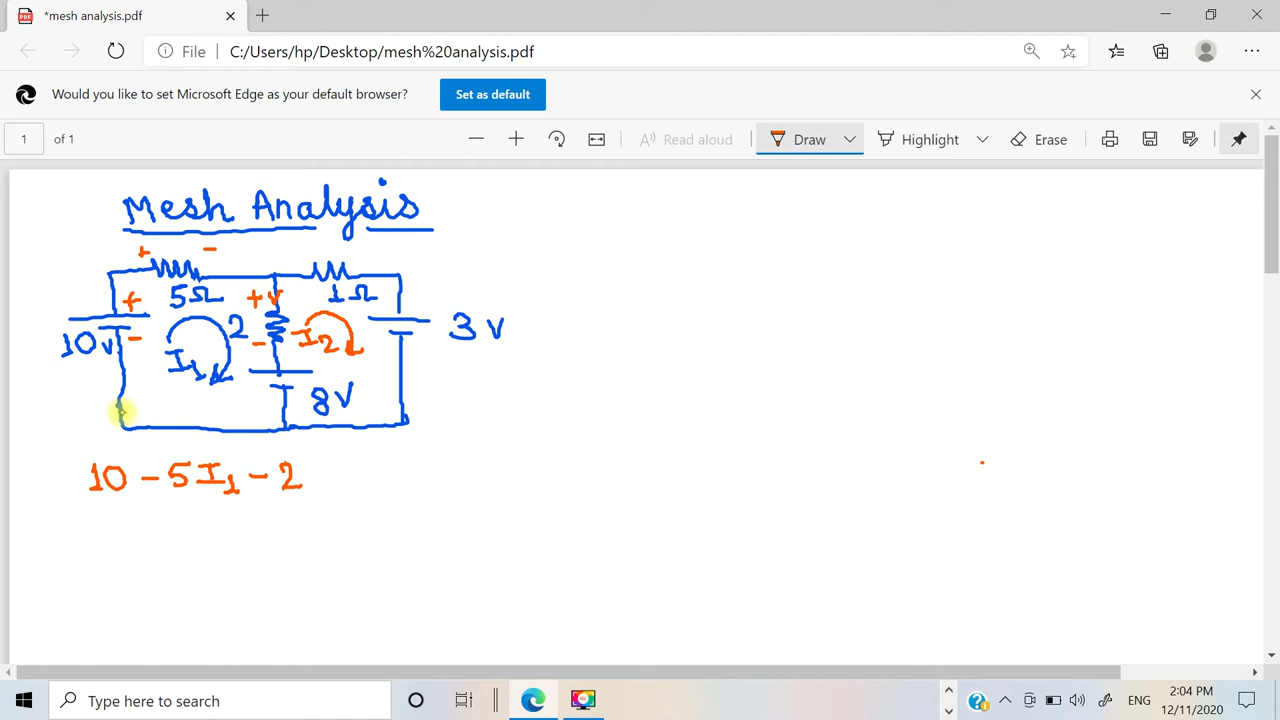 *mesh analysis.pdf
File
C:/Users/hp/Desktop/mesh%20analysis.pdf
Would you like to set Microsoft Edge as your default browser?
Set as default
1 of 1
Read aloud
Draw
Highlight
Erase
Mesh Analysis
+ -
5Ω 1Ω
+ + v
10v - I1 2 - I2 3 v
8V
10 - 5I1 - 2
Type here to search
ENG
2:04 PM
12/11/2020